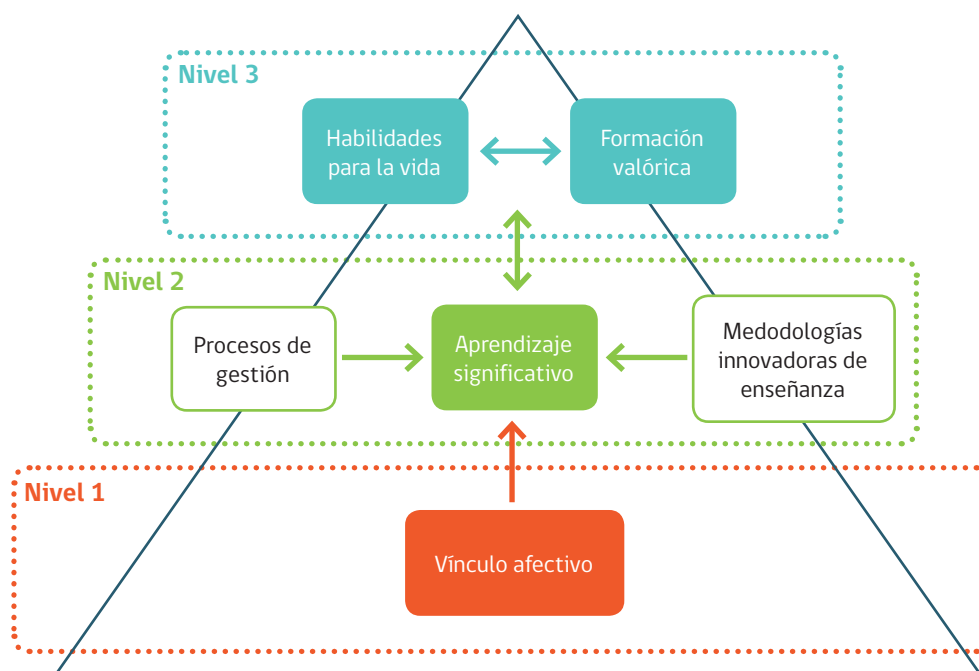 Nivel 3
Habilidades
para la vida
Formación
valórica
Nivel 2
Procesos de
gestión
Aprendizaje
significativo
Medodologías
innovadoras de
enseñanza
Nivel 1
Vínculo afectivo